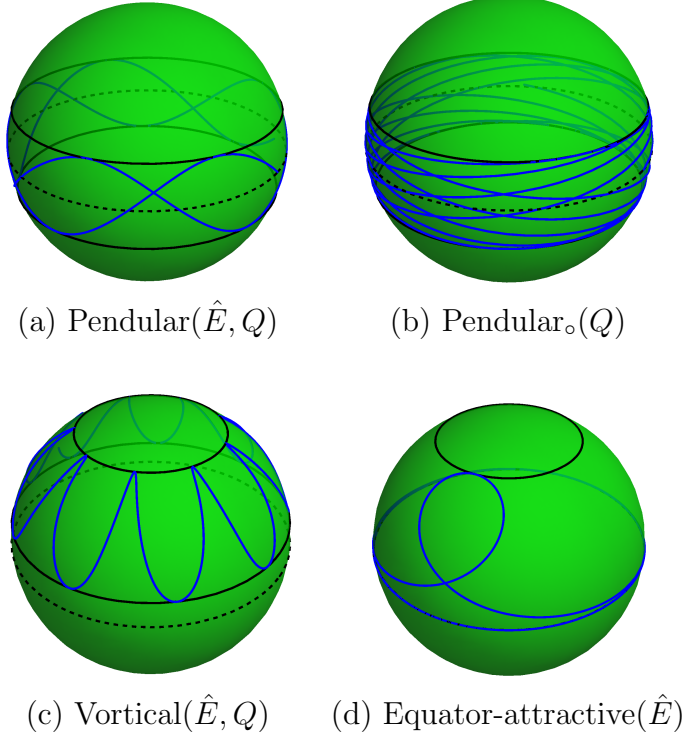 (a) Pendular(Ê, Q)
(b) Pendular∘(Q)
(c) Vortical(Ê, Q)
(d) Equator-attractive(Ê)